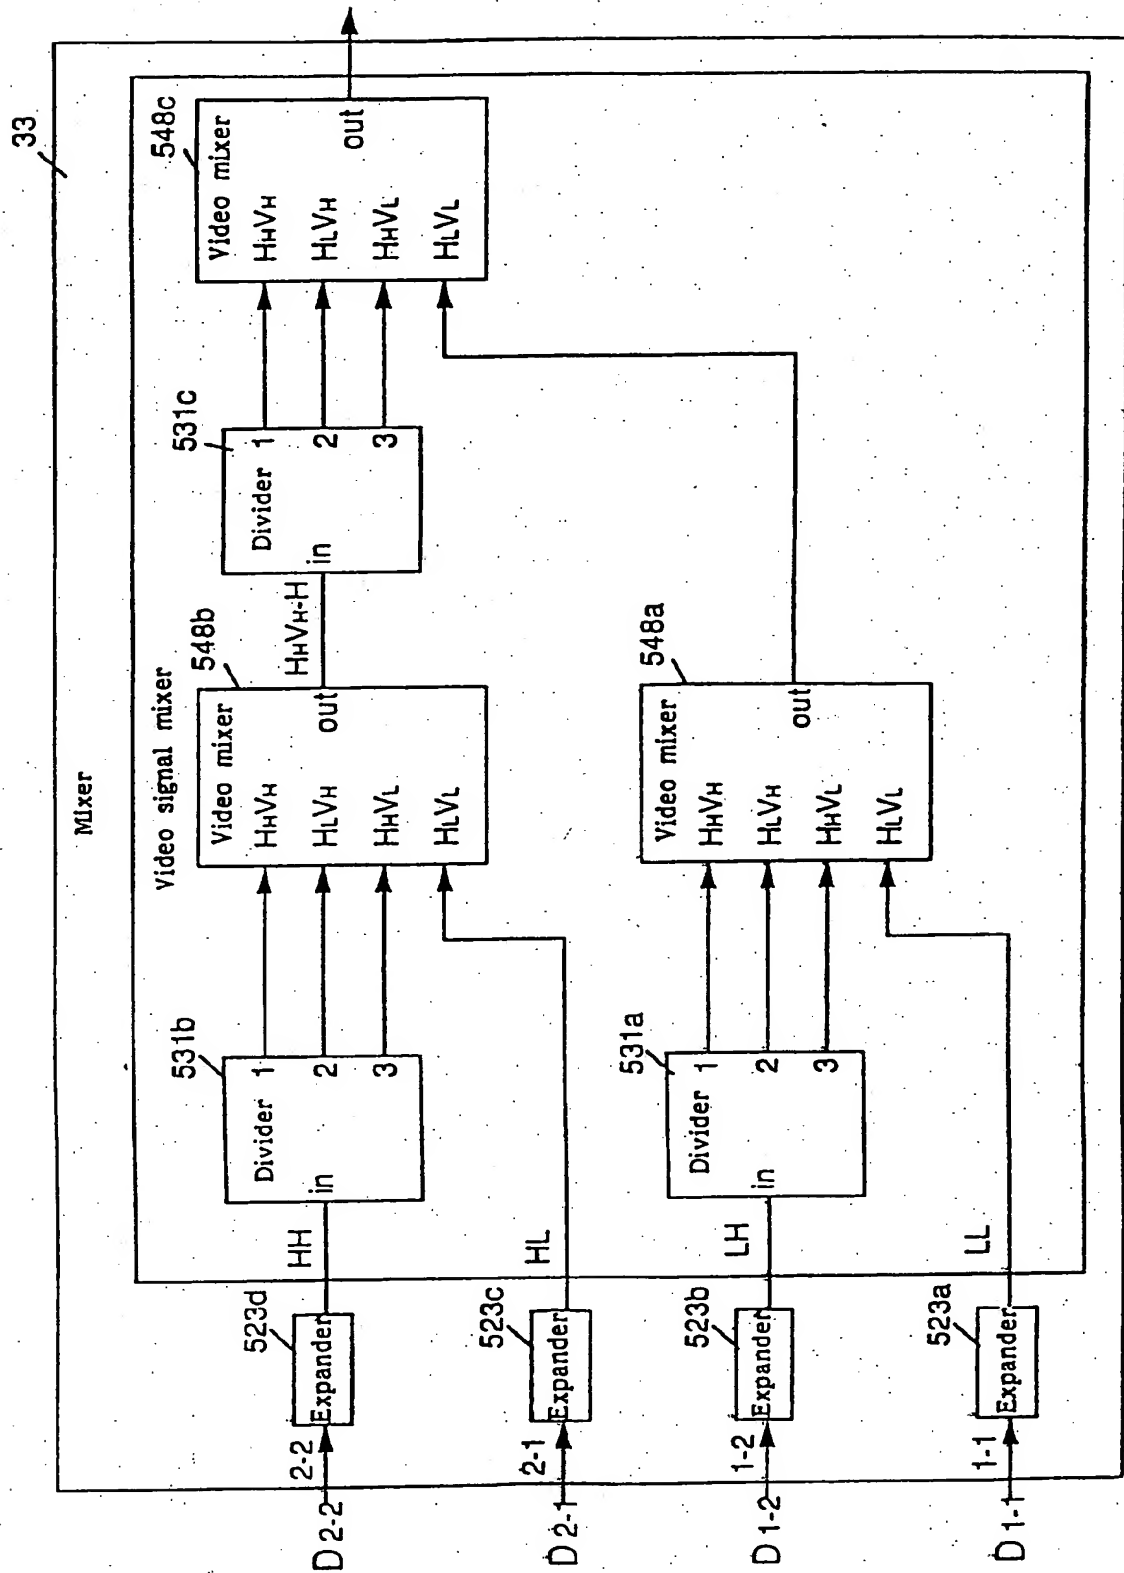 33
Mixer
Video signal mixer
D2-2
2-2
Expander
523d
HH
in
Divider
1
2
3
531b
Video mixer
HHVH
HLVH
HHVL
HLVL
out
548b
HHVH-H
in
Divider
1
2
3
531c
Video mixer
HHVH
HLVH
HHVL
HLVL
out
548c
D2-1
2-1
Expander
523c
HL
D1-2
1-2
Expander
523b
LH
in
Divider
1
2
3
531a
Video mixer
HHVH
HLVH
HHVL
HLVL
out
548a
D1-1
1-1
Expander
523a
LL